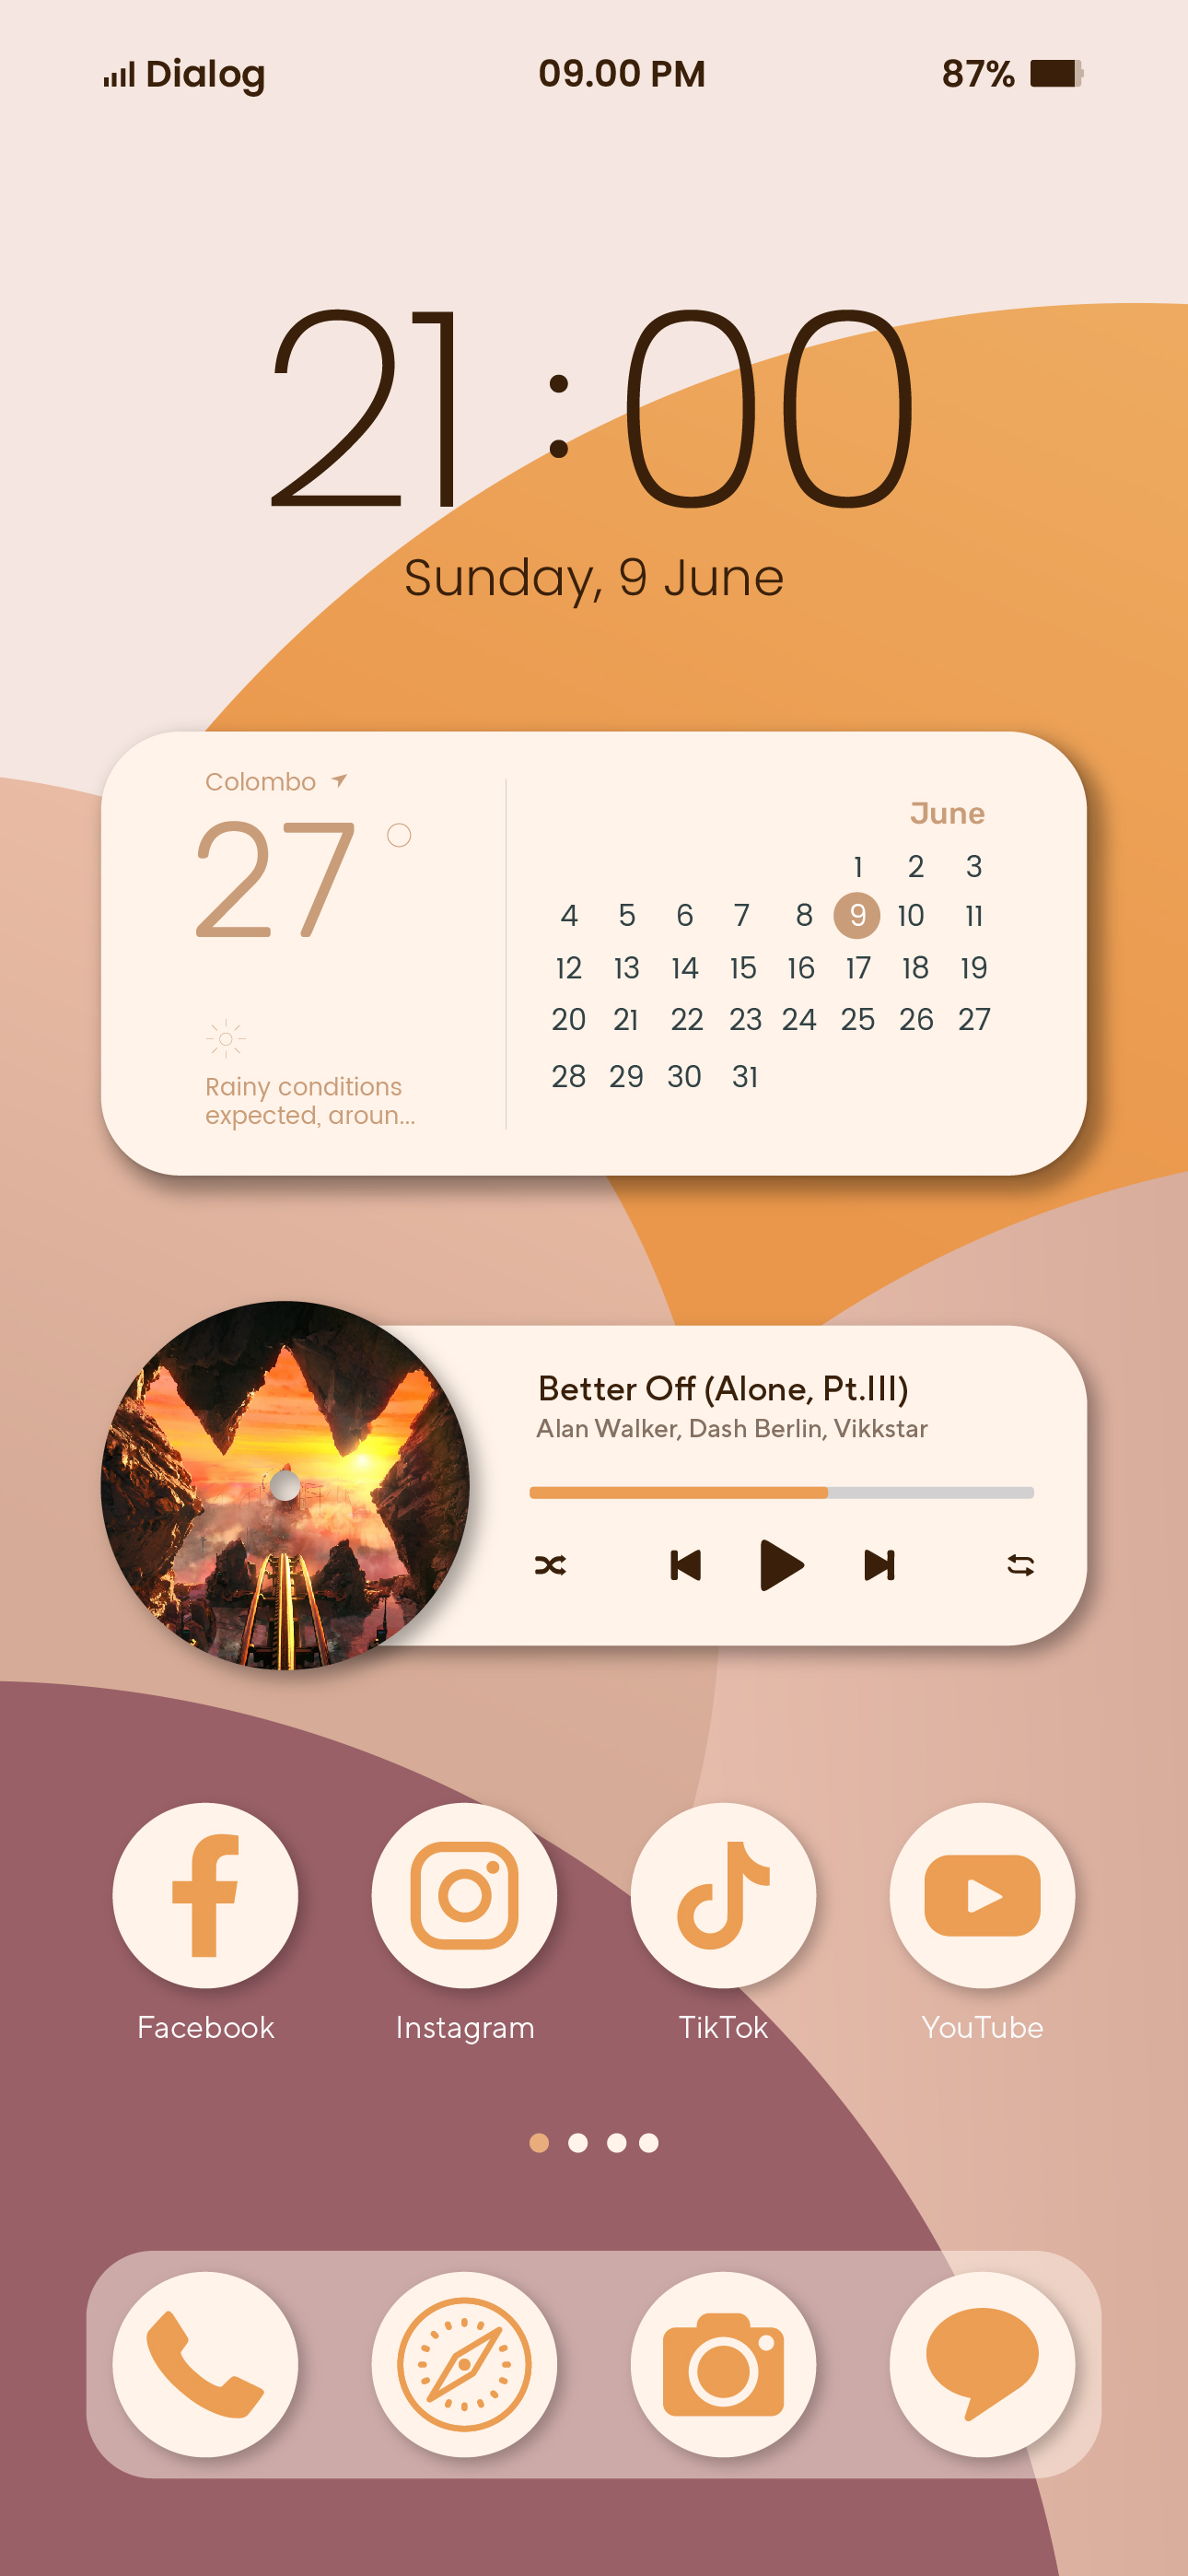 Dialog 09.00 PM 87%
21 : 00
Sunday, 9 June
Colombo
27
Rainy conditions
expected, aroun...
June
1 2 3
4 5 6 7 8 9 10 11
12 13 14 15 16 17 18 19
20 21 22 23 24 25 26 27
28 29 30 31
Better Off (Alone, Pt.III)
Alan Walker, Dash Berlin, Vikkstar
Facebook Instagram TikTok YouTube